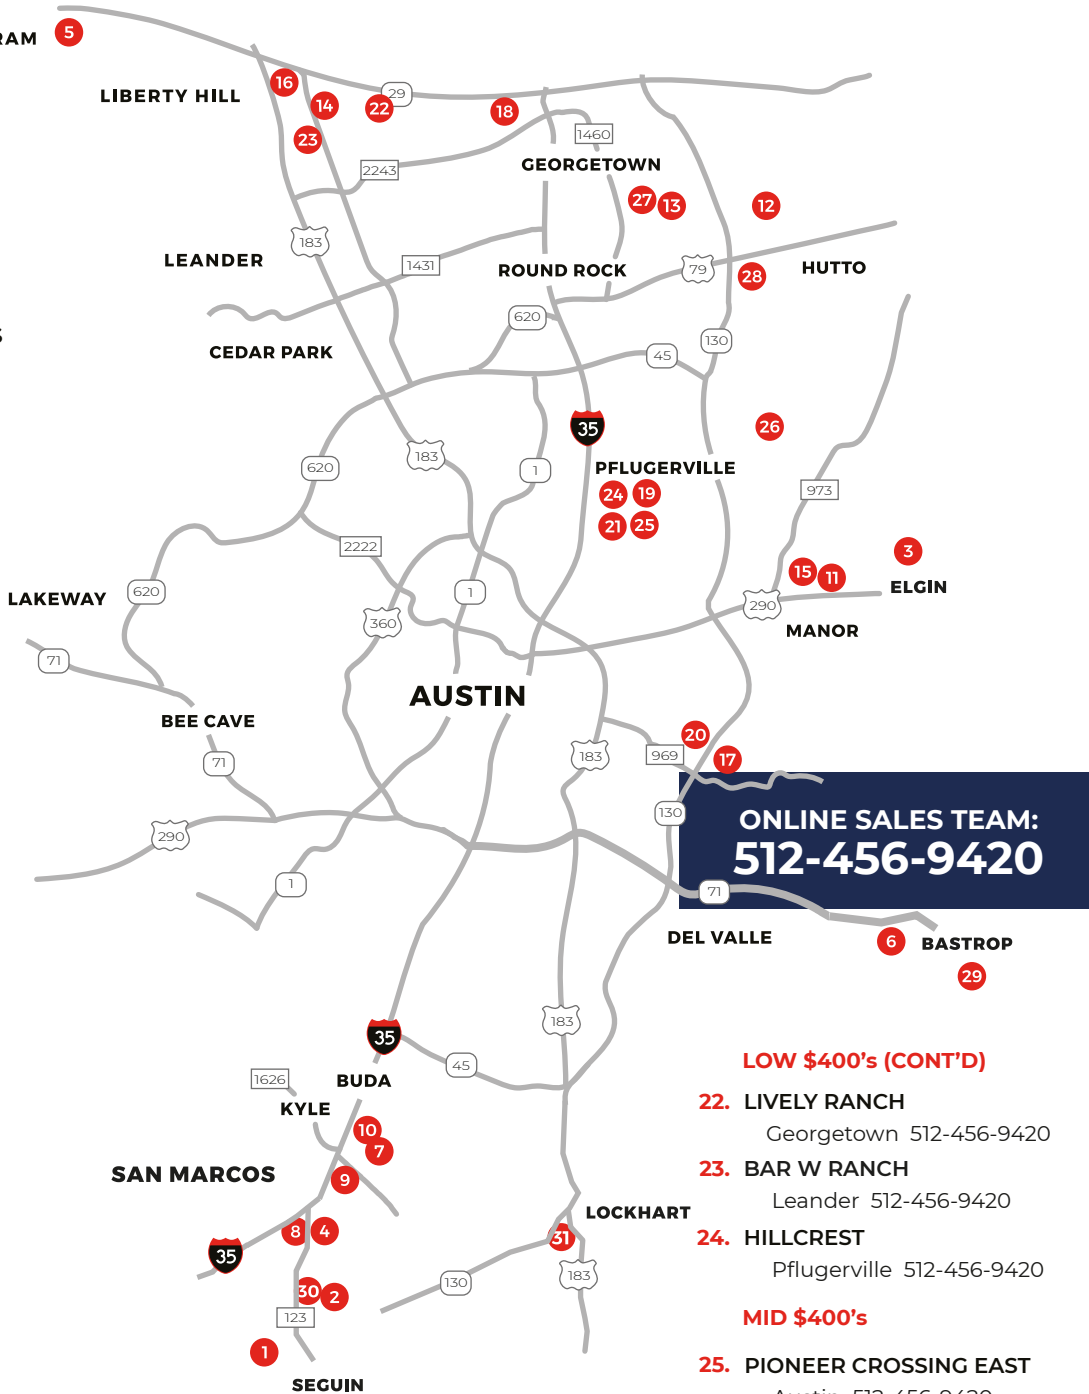 5
RAM
16
LIBERTY HILL
14
22
29
18
23
1460
2243
GEORGETOWN
27
13
12
183
LEANDER
1431
ROUND ROCK
79
HUTTO
28
620
S
CEDAR PARK
45
130
35
26
183
620
1
PFLUGERVILLE
973
24
19
21
25
2222
3
15
11
ELGIN
LAKEWAY
620
1
290
360
MANOR
71
AUSTIN
BEE CAVE
20
183
969
17
71
130
ONLINE SALES TEAM:
512-456-9420
290
1
71
DEL VALLE
6
BASTROP
29
183
35
45
LOW $400's (CONT'D)
1626
BUDA
KYLE
22. LIVELY RANCH
Georgetown 512-456-9420
10
7
SAN MARCOS
9
23. BAR W RANCH
Leander 512-456-9420
LOCKHART
8
4
31
24. HILLCREST
Pflugerville 512-456-9420
35
130
183
30
2
123
MID $400's
1
25. PIONEER CROSSING EAST
SEGUIN
Austin 512-456-9420